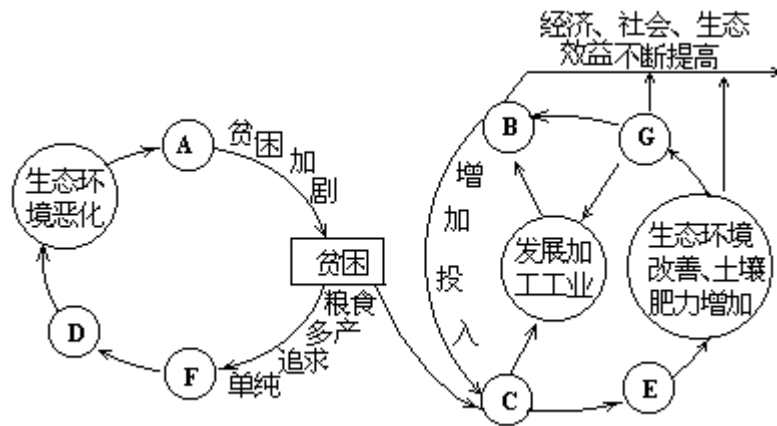 经济、社会、生态
效益不断提高
A
贫困加剧
B
G
生态环
境恶化
增加投入
发展加
工工业
生态环境
改善、土壤
肥力增加
贫困
D
F
单纯追求多产粮食
C
E